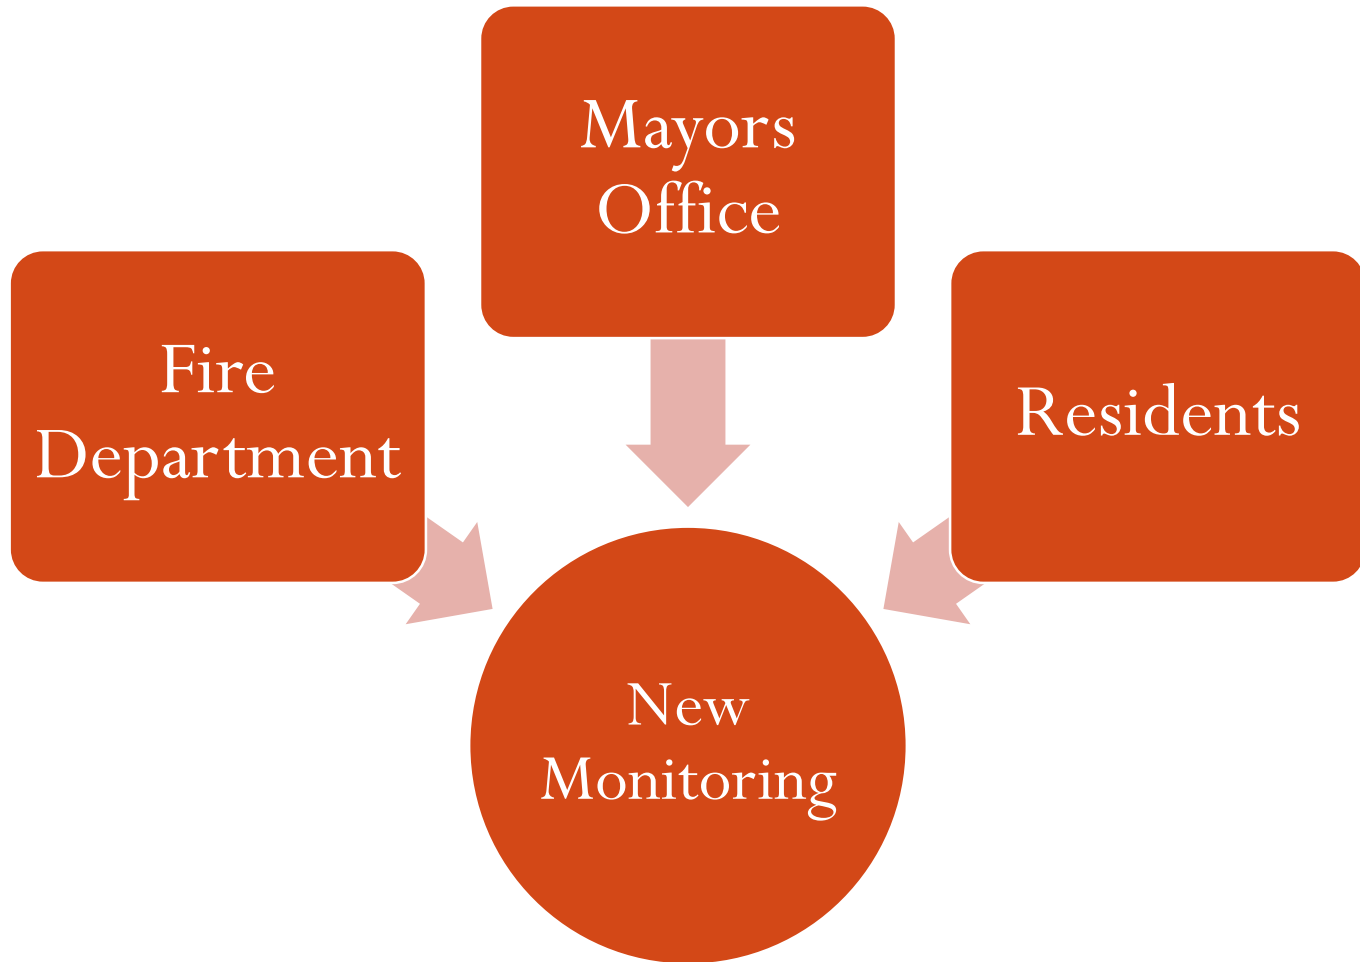 Mayors
Office
Fire
Department
Residents
New
Monitoring